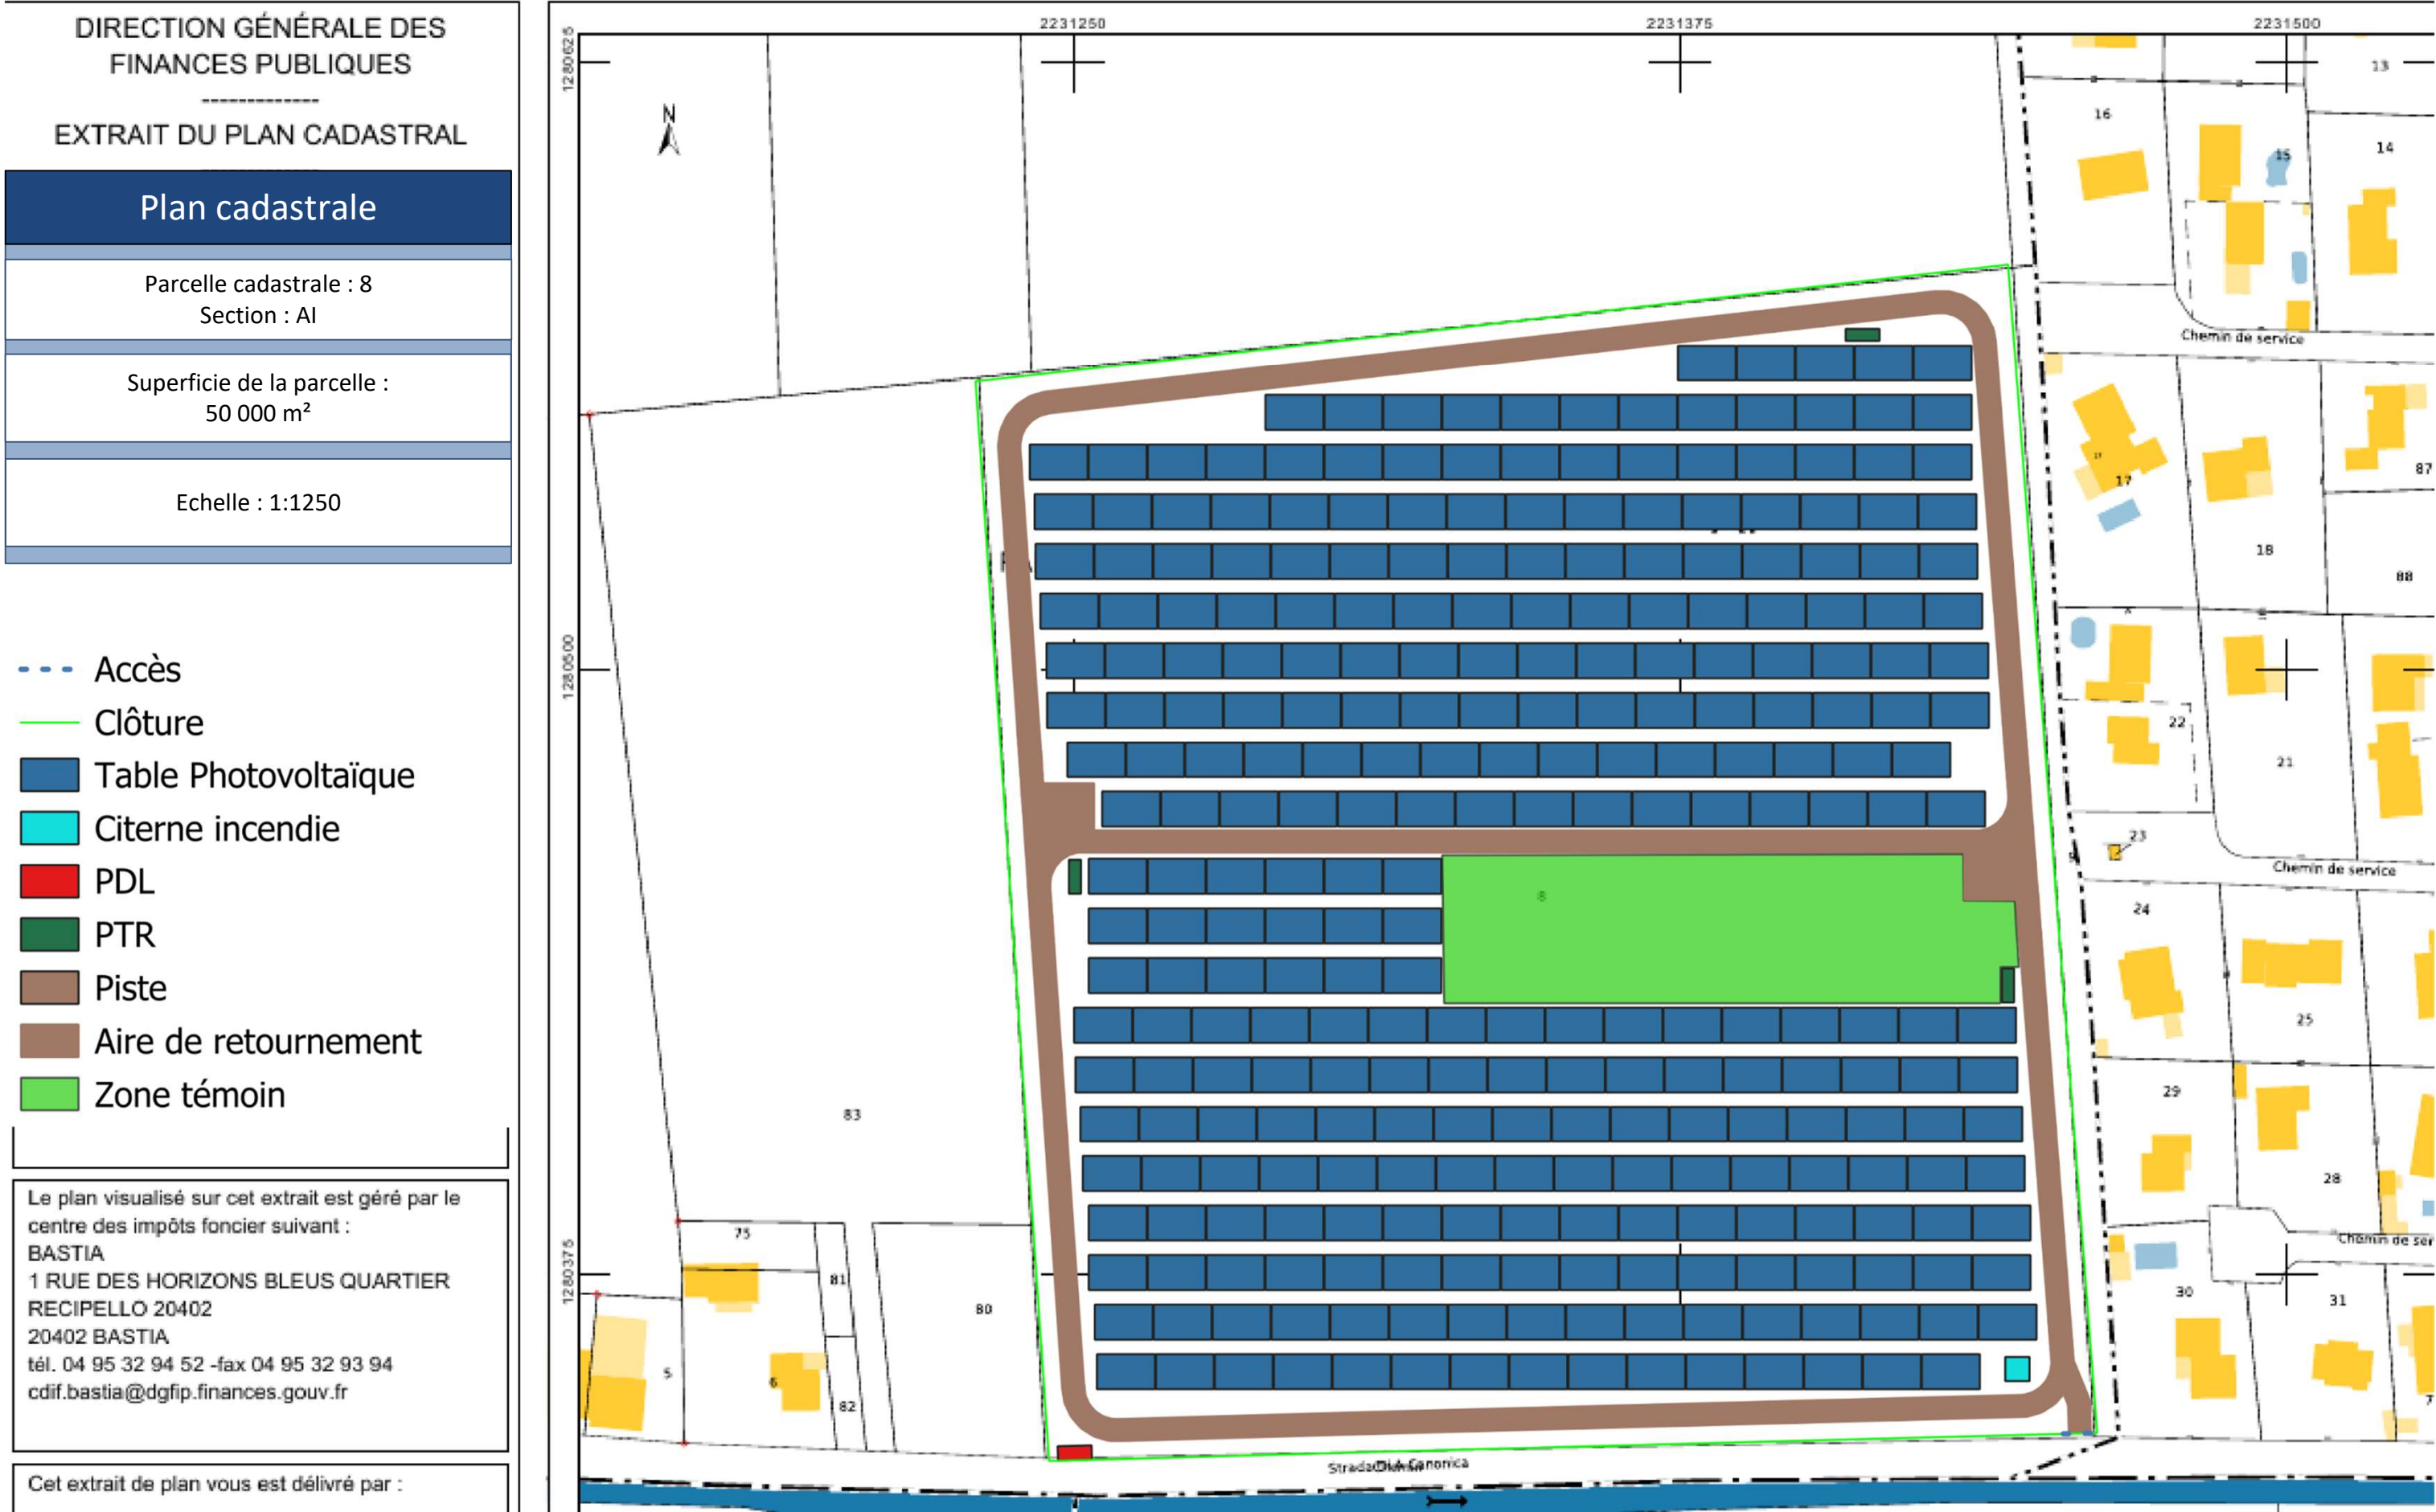 DIRECTION GÉNÉRALE DES
FINANCES PUBLIQUES
-------------
EXTRAIT DU PLAN CADASTRAL
Plan cadastrale
Parcelle cadastrale : 8
Section : AI
Superficie de la parcelle :
50 000 m²
Echelle : 1:1250
Accès
Clôture
Table Photovoltaïque
Citerne incendie
PDL
PTR
Piste
Aire de retournement
Zone témoin
Le plan visualisé sur cet extrait est géré par le
centre des impôts foncier suivant :
BASTIA
1 RUE DES HORIZONS BLEUS QUARTIER
RECIPELLO 20402
20402 BASTIA
tél. 04 95 32 94 52 -fax 04 95 32 93 94
cdif.bastia@dgfip.finances.gouv.fr
Cet extrait de plan vous est délivré par :
2231250
2231375
2231500
1280625
1280500
1280375
N
13
16
15
14
Chemin de service
17
87
18
88
22
21
23
Chemin de service
8
24
25
83
29
28
75
81
80
Chemin de ser
30
31
5
6
82
Strada
Canonica